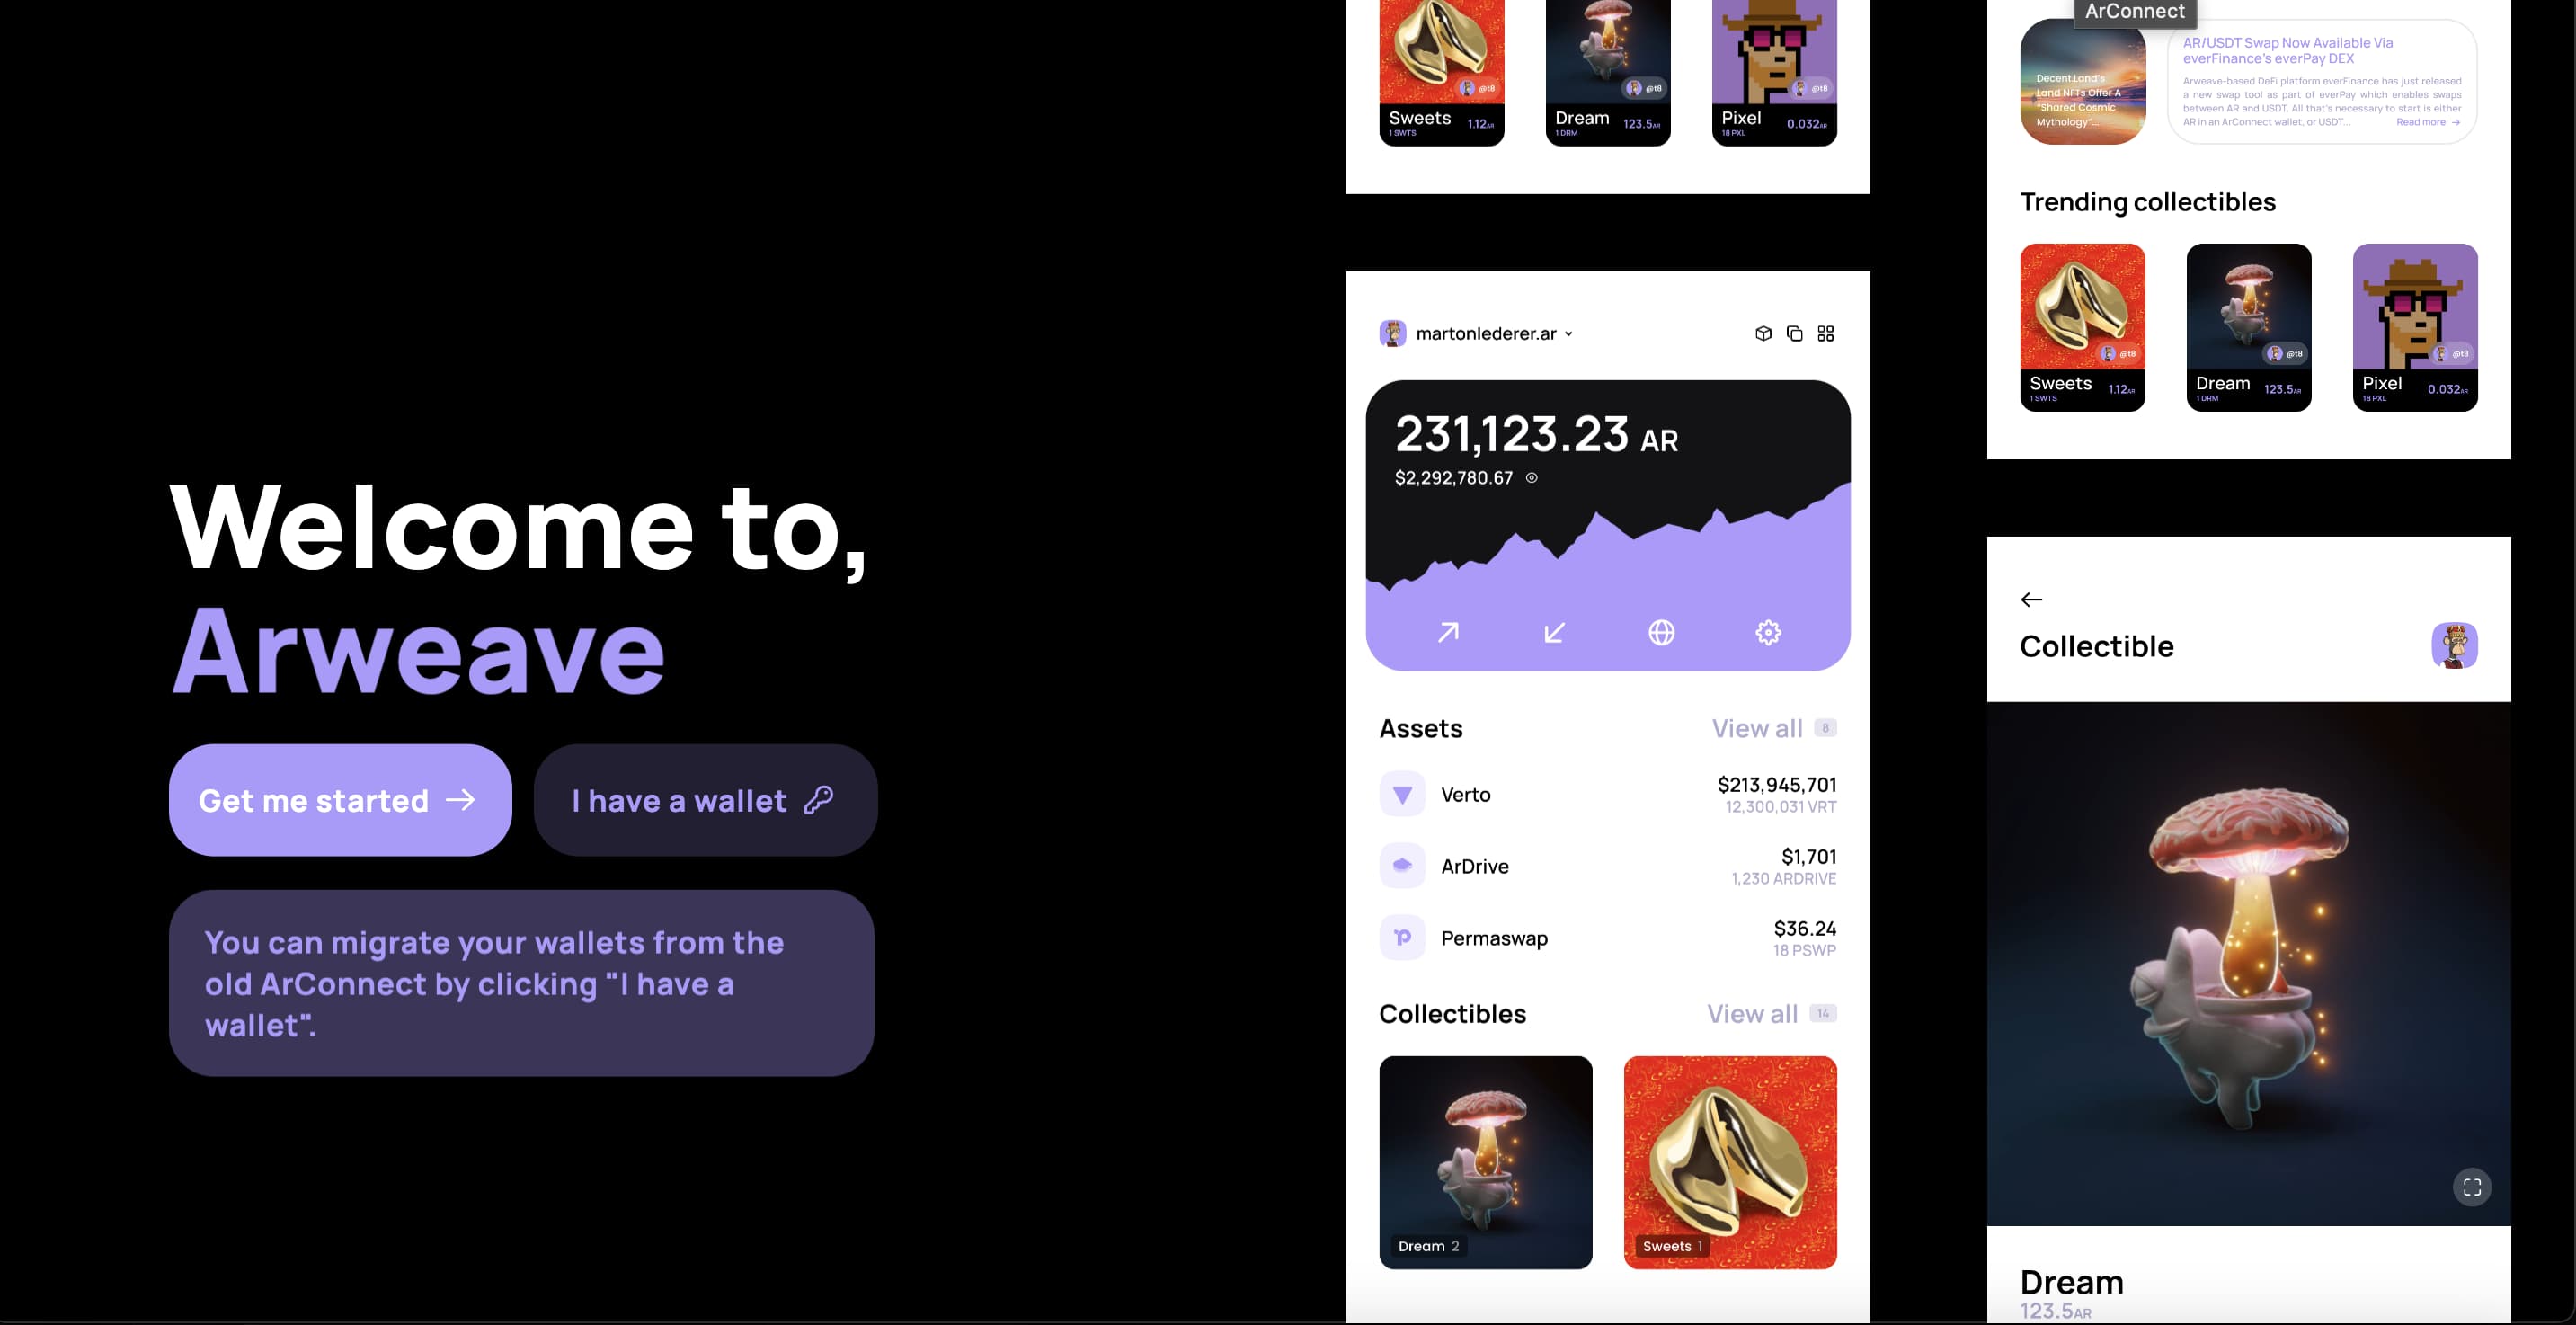 Welcome to,
Arweave
Get me started
I have a wallet
You can migrate your wallets from the
old ArConnect by clicking "I have a
wallet".
@t8
@t8
@t8
Sweets 1.12AR
1 SWTS
Dream 123.5AR
1 DRM
Pixel 0.032AR
18 PXL
martonlederer.ar
231,123.23 AR
$2,292,780.67
Assets View all 8
Verto $213,945,701
12,300,031 VRT
ArDrive $1,701
1,230 ARDRIVE
Permaswap $36.24
18 PSWP
Collectibles View all 14
Dream 2
Sweets 1
ArConnect
Decent.Land's
Land NFTs Offer A
"Shared Cosmic
Mythology"...
AR/USDT Swap Now Available Via
everFinance's everPay DEX
Arweave-based DeFi platform everFinance has just released
a new swap tool as part of everPay which enables swaps
between AR and USDT. All that's necessary to start is either
AR in an ArConnect wallet, or USDT... Read more
Trending collectibles
@t8
@t8
@t8
Sweets 1.12AR
1 SWTS
Dream 123.5AR
1 DRM
Pixel 0.032AR
18 PXL
Collectible
Dream
123.5AR